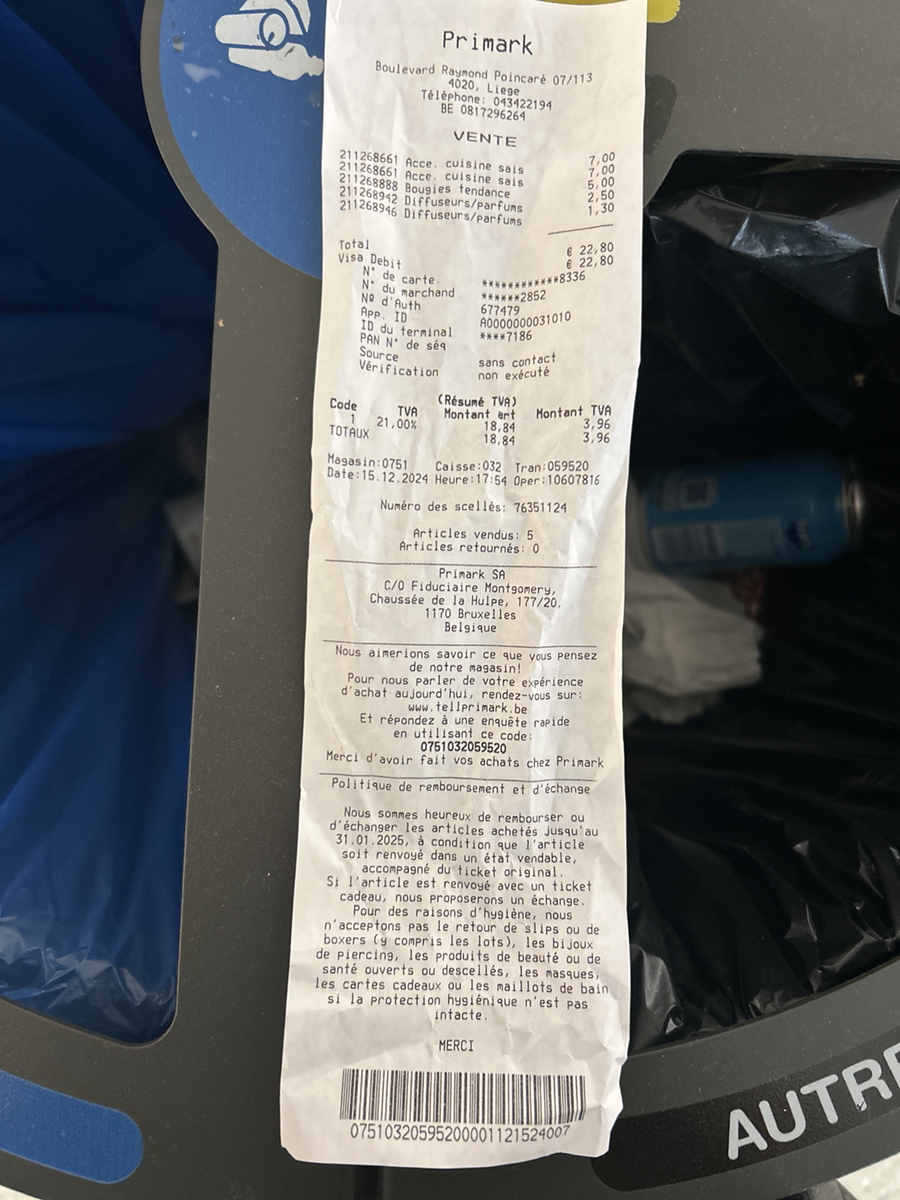 Primark
Boulevard Raymond Poincaré 07/113
4020, Liege
Téléphone: 043422194
BE 0817296264
VENTE
211268661 Acce. cuisine sais 7,00
211268661 Acce. cuisine sais 7,00
211268888 Bougies tendance 5,00
211268942 Diffuseurs/parfums 2,50
211268946 Diffuseurs/parfums 1,30
Total € 22,80
Visa Debit € 22,80
N° de carte. ************8336
N° du marchand ******2852
Nº d'Auth 677479
App. ID A0000000031010
ID du terminal ****7186
PAN N° de séq
Source sans contact
Vérification non exécuté
(Résumé TVA)
Code TVA Montant art Montant TVA
1 21,00% 18,84 3,96
TOTAUX 18,84 3,96
Magasin:0751 Caisse:032 Tran:059520
Date:15.12.2024 Heure:17:54 Oper:10607816
Numéro des scellés: 76351124
Articles vendus: 5
Articles retournés: 0
Primark SA
C/O Fiduciaire Montgomery,
Chaussée de la Hulpe, 177/20,
1170 Bruxelles
Belgique
Nous aimerions savoir ce que vous pensez
de notre magasin!
Pour nous parler de votre expérience
d'achat aujourd'hui, rendez-vous sur:
www.tellprimark.be
Et répondez à une enquête rapide
en utilisant ce code:
0751032059520
Merci d'avoir fait vos achats chez Primark
Politique de remboursement et d'échange
Nous sommes heureux de rembourser ou
d'échanger les articles achetés jusqu'au
31.01.2025, à condition que l'article
soit renvoyé dans un état vendable,
accompagné du ticket original.
Si l'article est renvoyé avec un ticket
cadeau, nous proposerons un échange.
Pour des raisons d'hygiène, nous
n'acceptons pas le retour de slips ou de
boxers (y compris les lots), les bijoux
de piercing, les produits de beauté ou de
santé ouverts ou descellés, les masques,
les cartes cadeaux ou les maillots de bain
si la protection hygiénique n'est pas
intacte.
MERCI
07510320595200001121524007
AUTRE